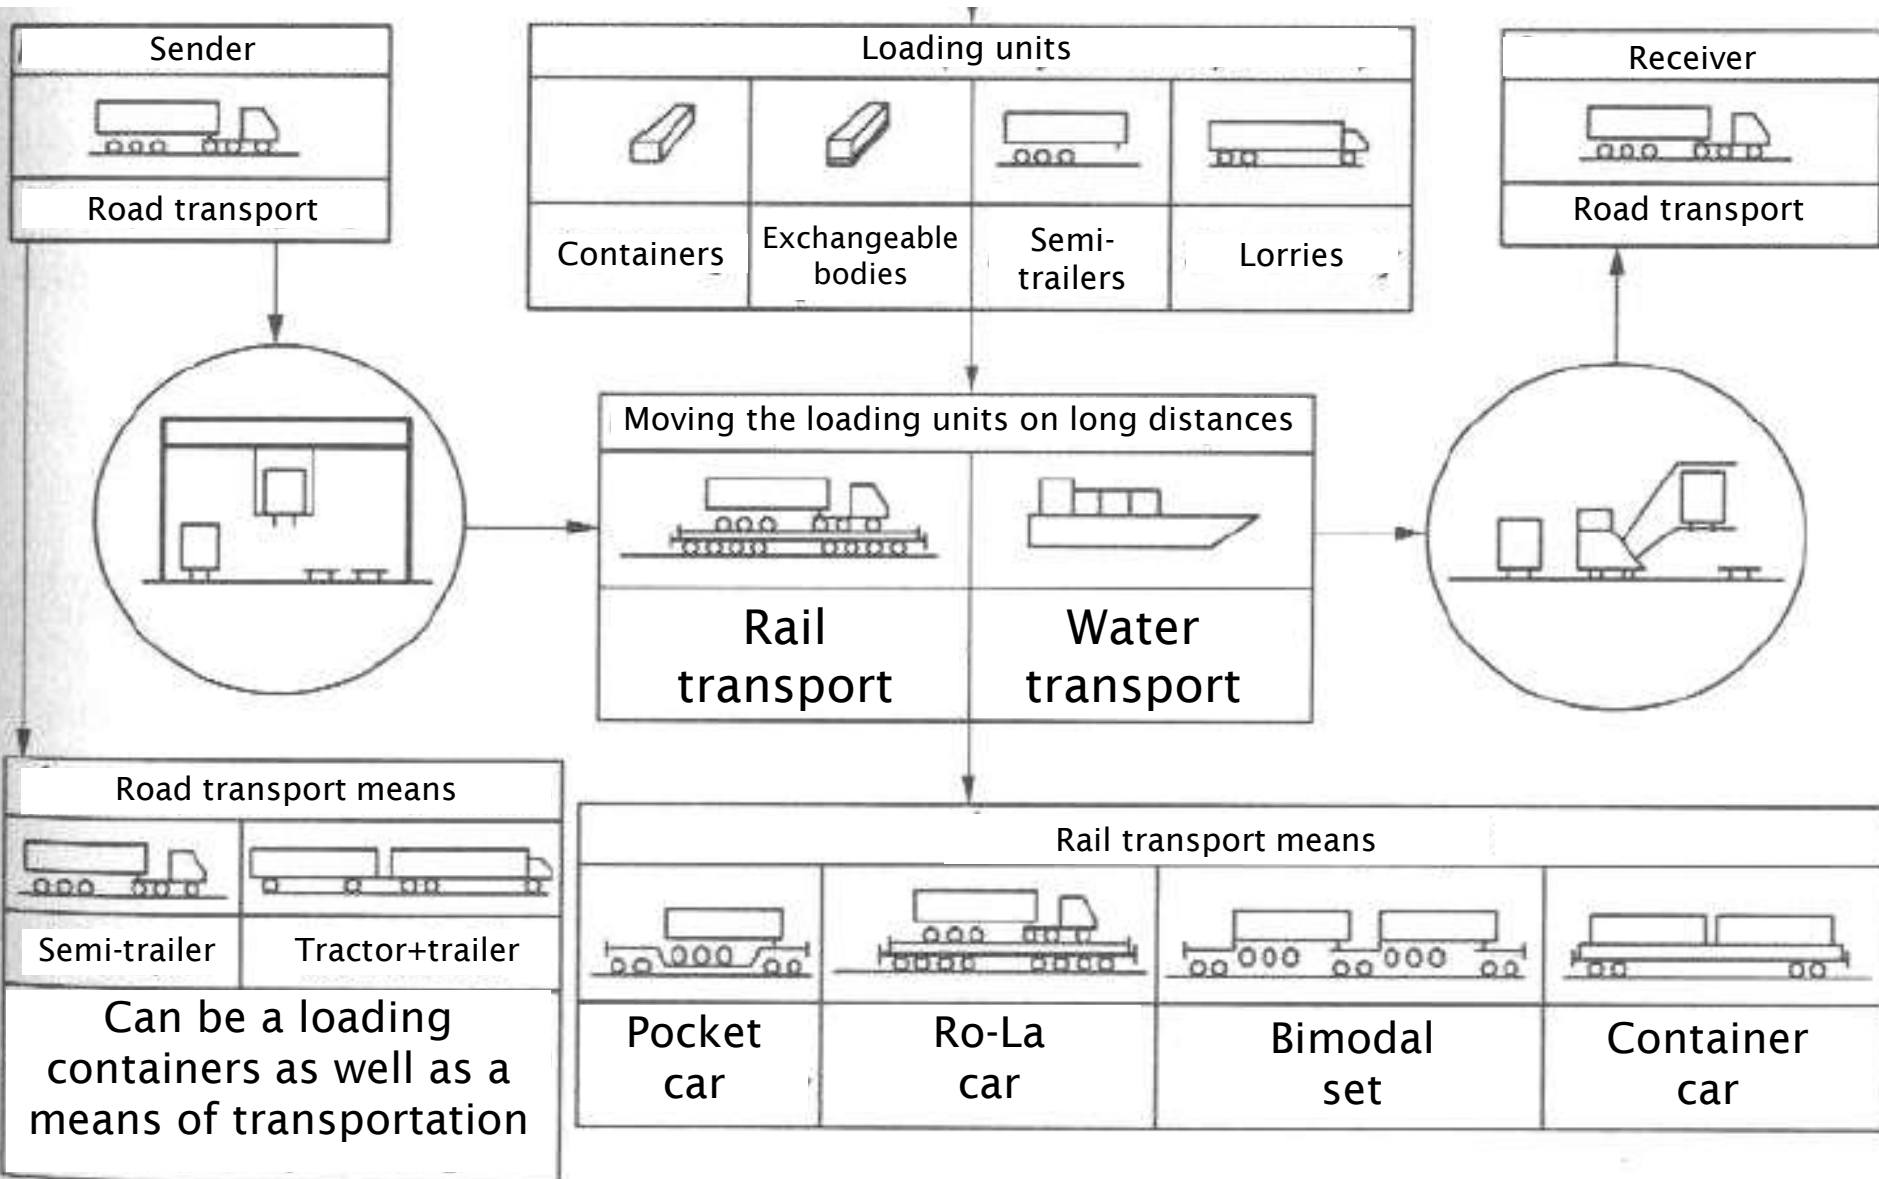 Sender
Road transport
Loading units
Containers
Exchangeable
bodies
Semi-
trailers
Lorries
Receiver
Road transport
Moving the loading units on long distances
Rail
transport
Water
transport
Road transport means
Semi-trailer
Tractor+trailer
Can be a loading
containers as well as a
means of transportation
Rail transport means
Pocket
car
Ro-La
car
Bimodal
set
Container
car